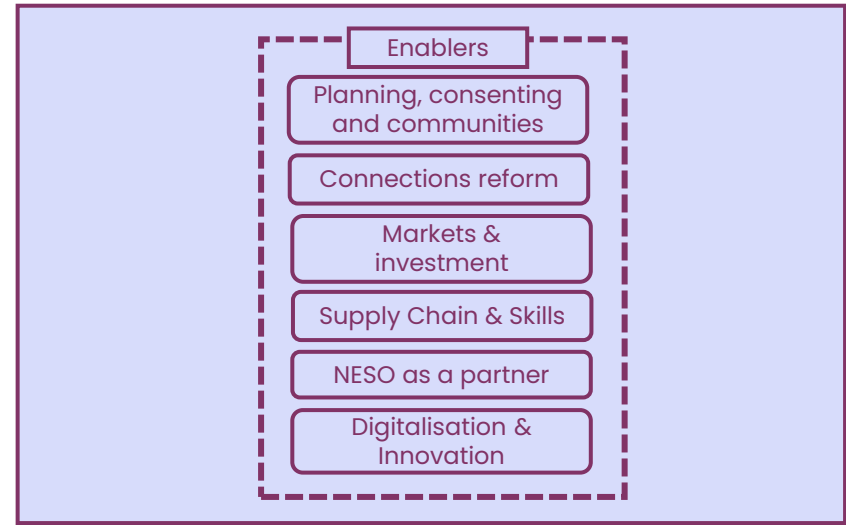 Enablers
Planning, consenting
and communities
Connections reform
Markets &
investment
Supply Chain & Skills
NESO as a partner
Digitalisation &
Innovation